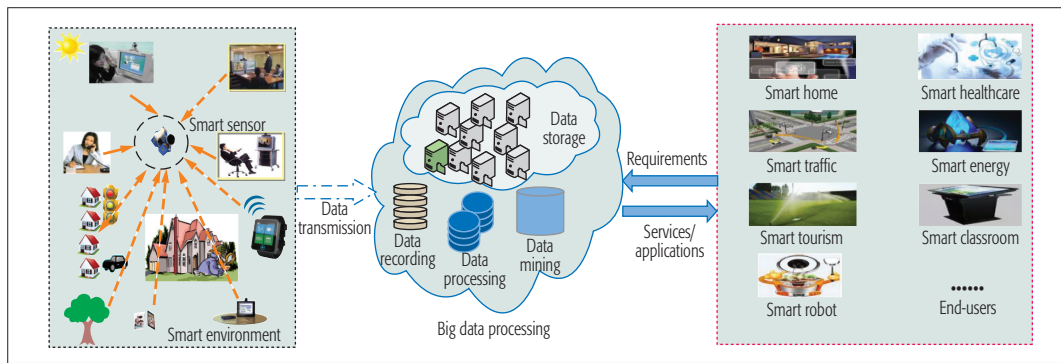 Smart sensor
Smart environment
Data
transmission
Data
storage
Data
recording
Data
processing
Data
mining
Big data processing
Requirements
Services/
applications
Smart home
Smart healthcare
Smart traffic
Smart energy
Smart tourism
Smart classroom
Smart robot
......
End-users